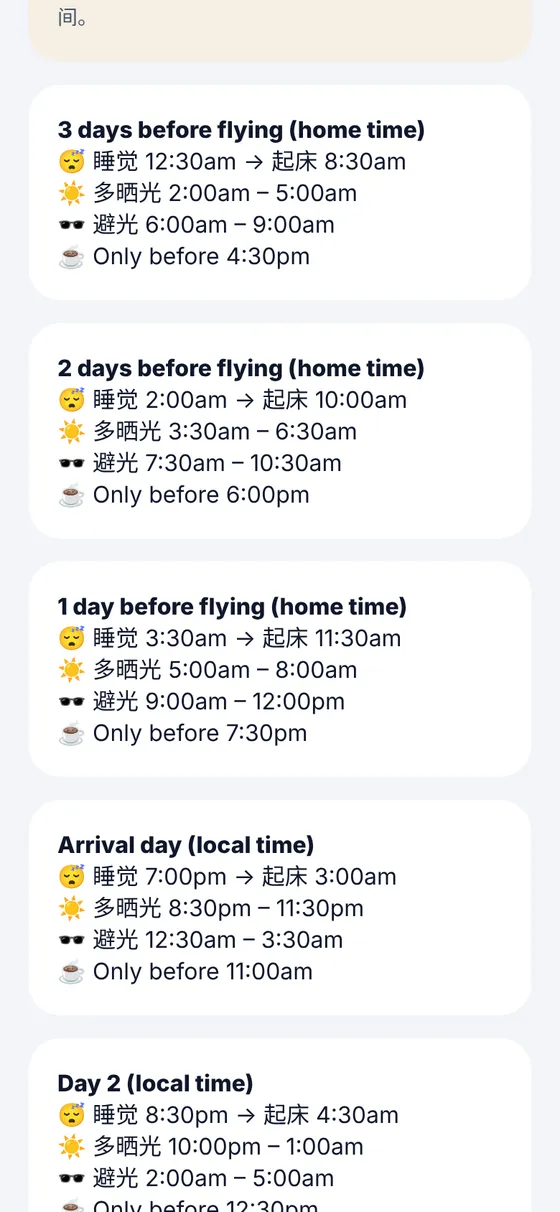 间。
3 days before flying (home time)
😴 睡觉 12:30am → 起床 8:30am
☀️ 多晒光 2:00am – 5:00am
🕶️ 避光 6:00am – 9:00am
☕ Only before 4:30pm
2 days before flying (home time)
😴 睡觉 2:00am → 起床 10:00am
☀️ 多晒光 3:30am – 6:30am
🕶️ 避光 7:30am – 10:30am
☕ Only before 6:00pm
1 day before flying (home time)
😴 睡觉 3:30am → 起床 11:30am
☀️ 多晒光 5:00am – 8:00am
🕶️ 避光 9:00am – 12:00pm
☕ Only before 7:30pm
Arrival day (local time)
😴 睡觉 7:00pm → 起床 3:00am
☀️ 多晒光 8:30pm – 11:30pm
🕶️ 避光 12:30am – 3:30am
☕ Only before 11:00am
Day 2 (local time)
😴 睡觉 8:30pm → 起床 4:30am
☀️ 多晒光 10:00pm – 1:00am
🕶️ 避光 2:00am – 5:00am
☕ Only before 12:30pm